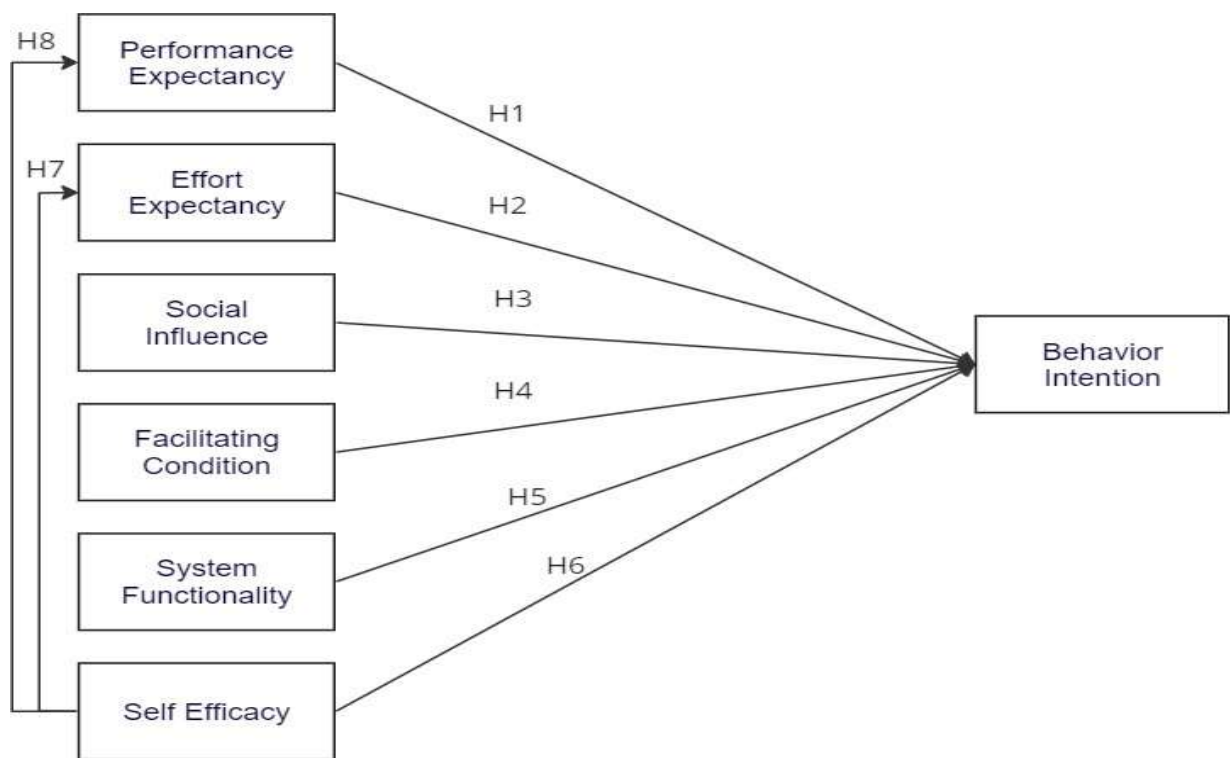 H8
Performance
Expectancy
H1
H7
Effort
Expectancy
H2
Social
Influence
H3
Behavior
Intention
H4
Facilitating
Condition
H5
System
Functionality
H6
Self Efficacy